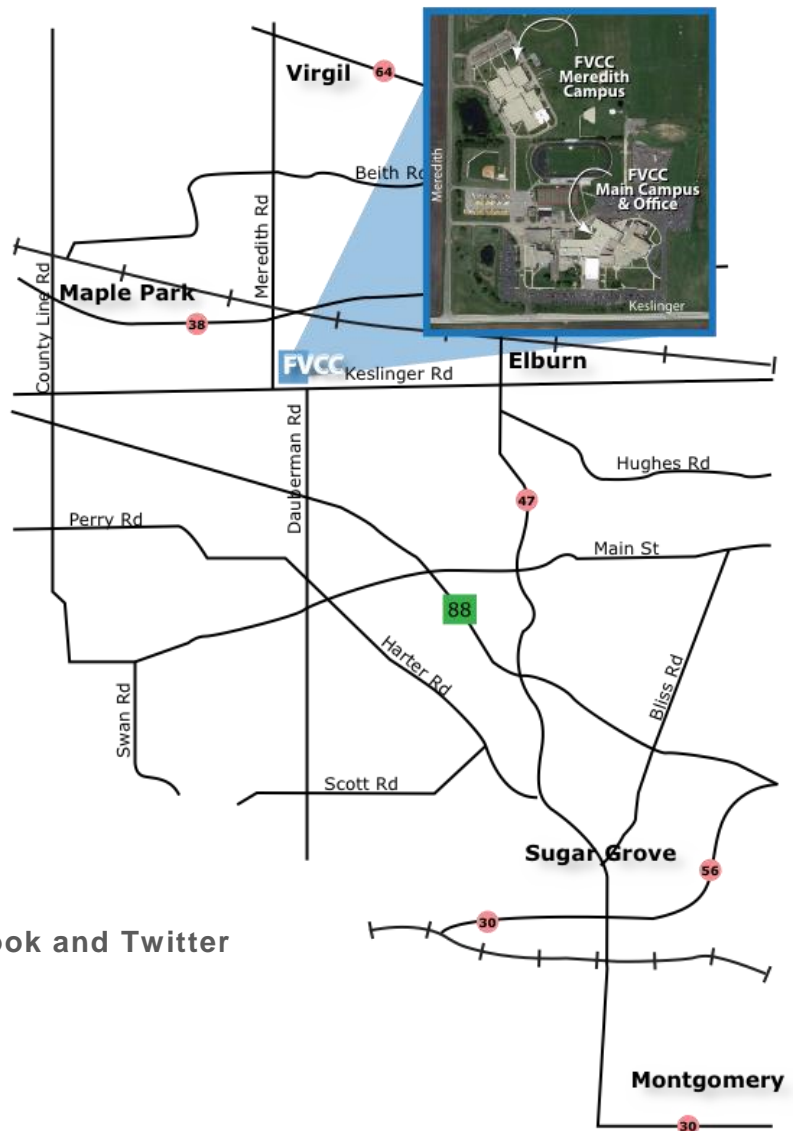 Virgil
64
FVCC
Meredith
Campus
FVCC
Main Campus
& Office
Meredith
Keslinger
Beith Rd
Meredith Rd
County Line Rd
Maple Park
38
FVCC
Keslinger Rd
Elburn
Dauberman Rd
Hughes Rd
47
Perry Rd
Main St
88
Harter Rd
Bliss Rd
Swan Rd
Scott Rd
Sugar Grove
56
30
ook and Twitter
Montgomery
30